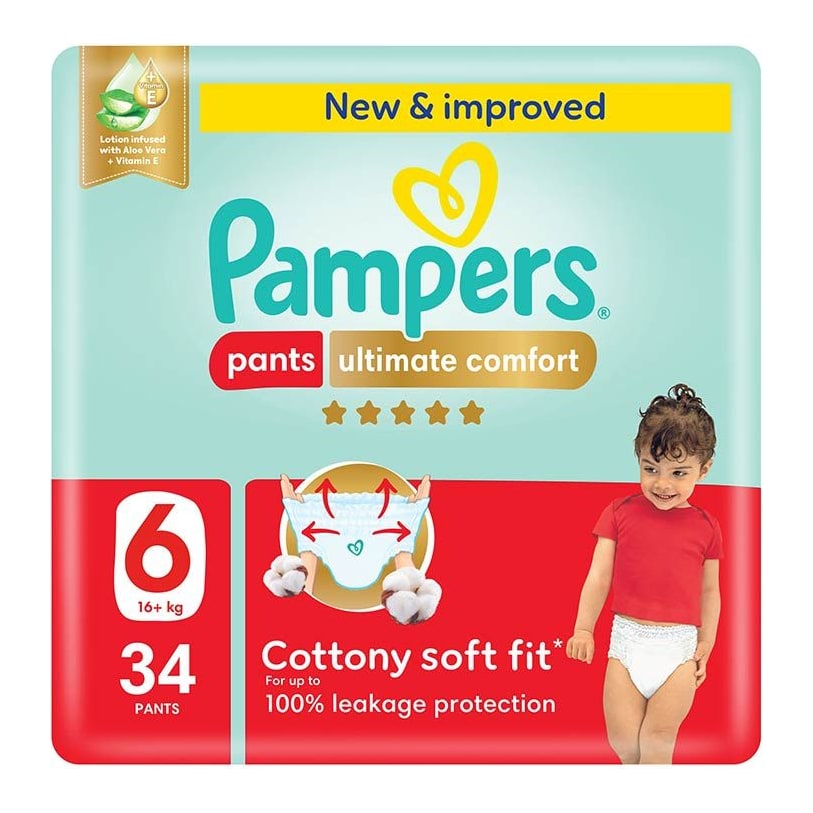 +
Vitamin
E
Lotion infused
with Aloe Vera
+ Vitamin E
New & improved
Pampers®
pants ultimate comfort
6
16+ kg
34
PANTS
Cottony soft fit*
For up to
100% leakage protection